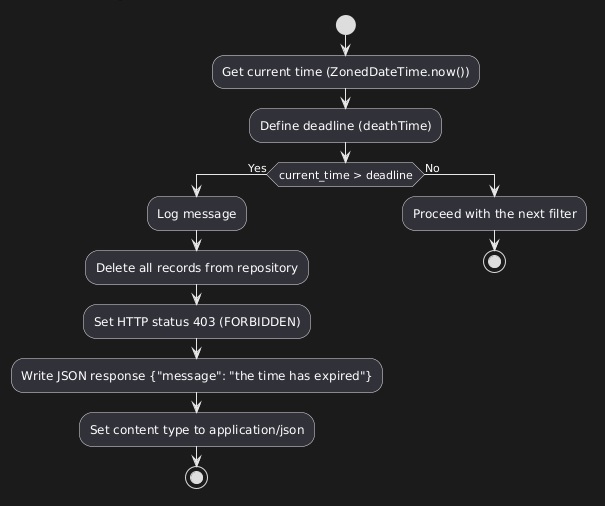 Get current time (ZonedDateTime.now())
Define deadline (deathTime)
Yes
current_time > deadline
No
Log message
Proceed with the next filter
Delete all records from repository
Set HTTP status 403 (FORBIDDEN)
Write JSON response {"message": "the time has expired"}
Set content type to application/json